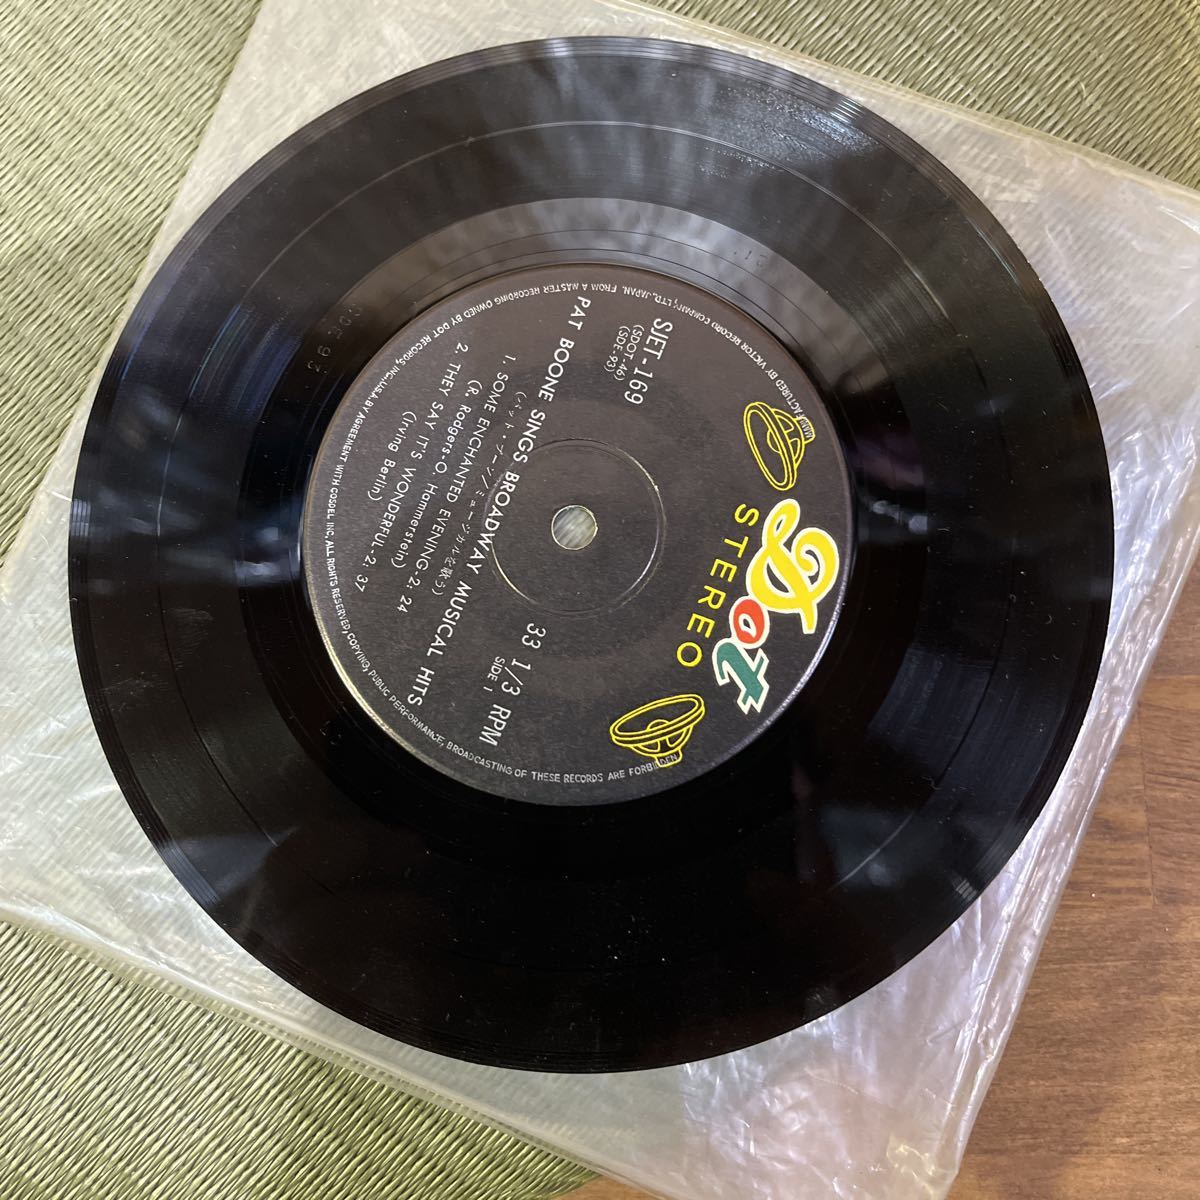 Dot
STEREO
SJET-169
(SDOT-46)
(SDE-93)
33 1/3 RPM
SIDE 1
PAT BOONE SINGS BROADWAY MUSICAL HITS
(パット・ブーン/ミュージカルを歌う)
1. SOME ENCHANTED EVENING-2. 24
(R. Rodgers-O. Hammerstein)
2. THEY SAY IT'S WONDERFUL-2. 37
(Irving Berlin)
MANUFACTURED BY VICTOR RECORD COMPANY, LTD., JAPAN. FROM A MASTER RECORDING OWNED BY DOT RECORDS, INC., U.S.A. BY AGREEMENT WITH COSDEL INC. ALL RIGHTS RESERVED, COPYING, PUBLIC PERFORMANCE, BROADCASTING OF THESE RECORDS ARE FORBIDDEN